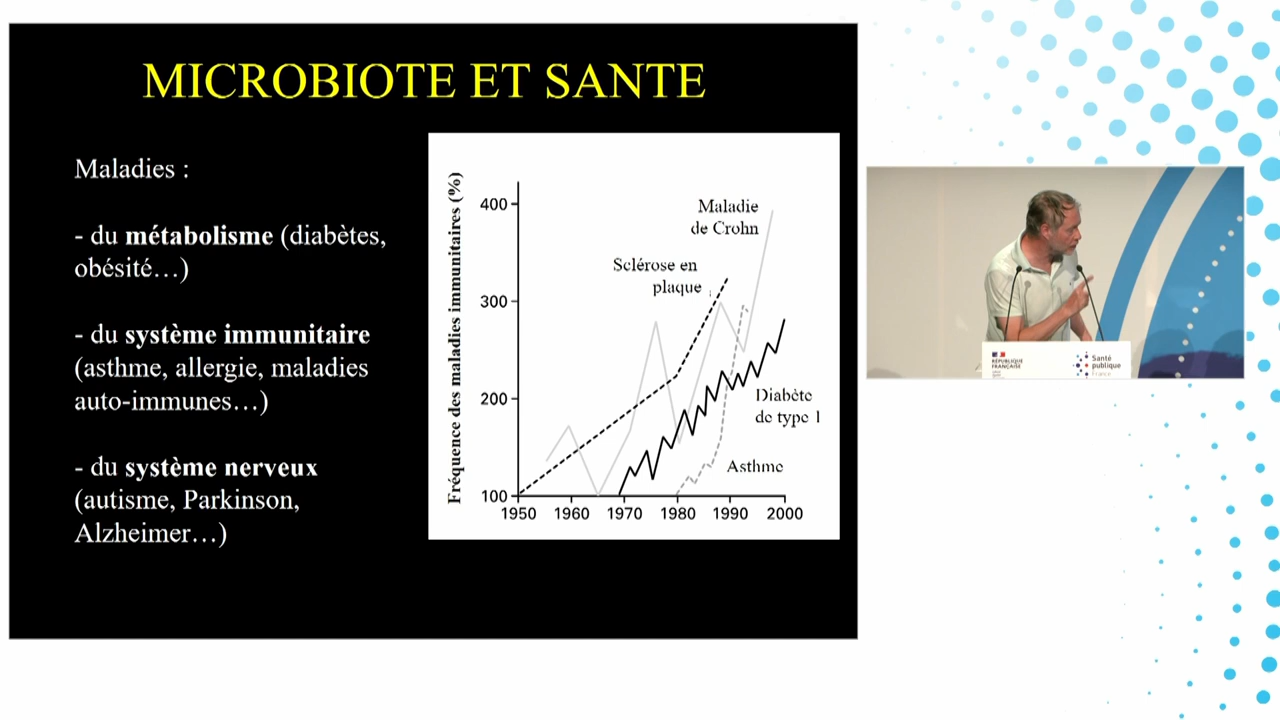 MICROBIOTE ET SANTE
Maladies :
- du métabolisme (diabètes,
obésité…)
- du système immunitaire
(asthme, allergie, maladies
auto-immunes…)
- du système nerveux
(autisme, Parkinson,
Alzheimer…)
Fréquence des maladies immunitaires (%)
400
300
200
100
1950 1960 1970 1980 1990 2000
Maladie
de Crohn
Sclérose en
plaque
Diabète
de type 1
Asthme
RÉPUBLIQUE
FRANÇAISE
Santé
publique
France